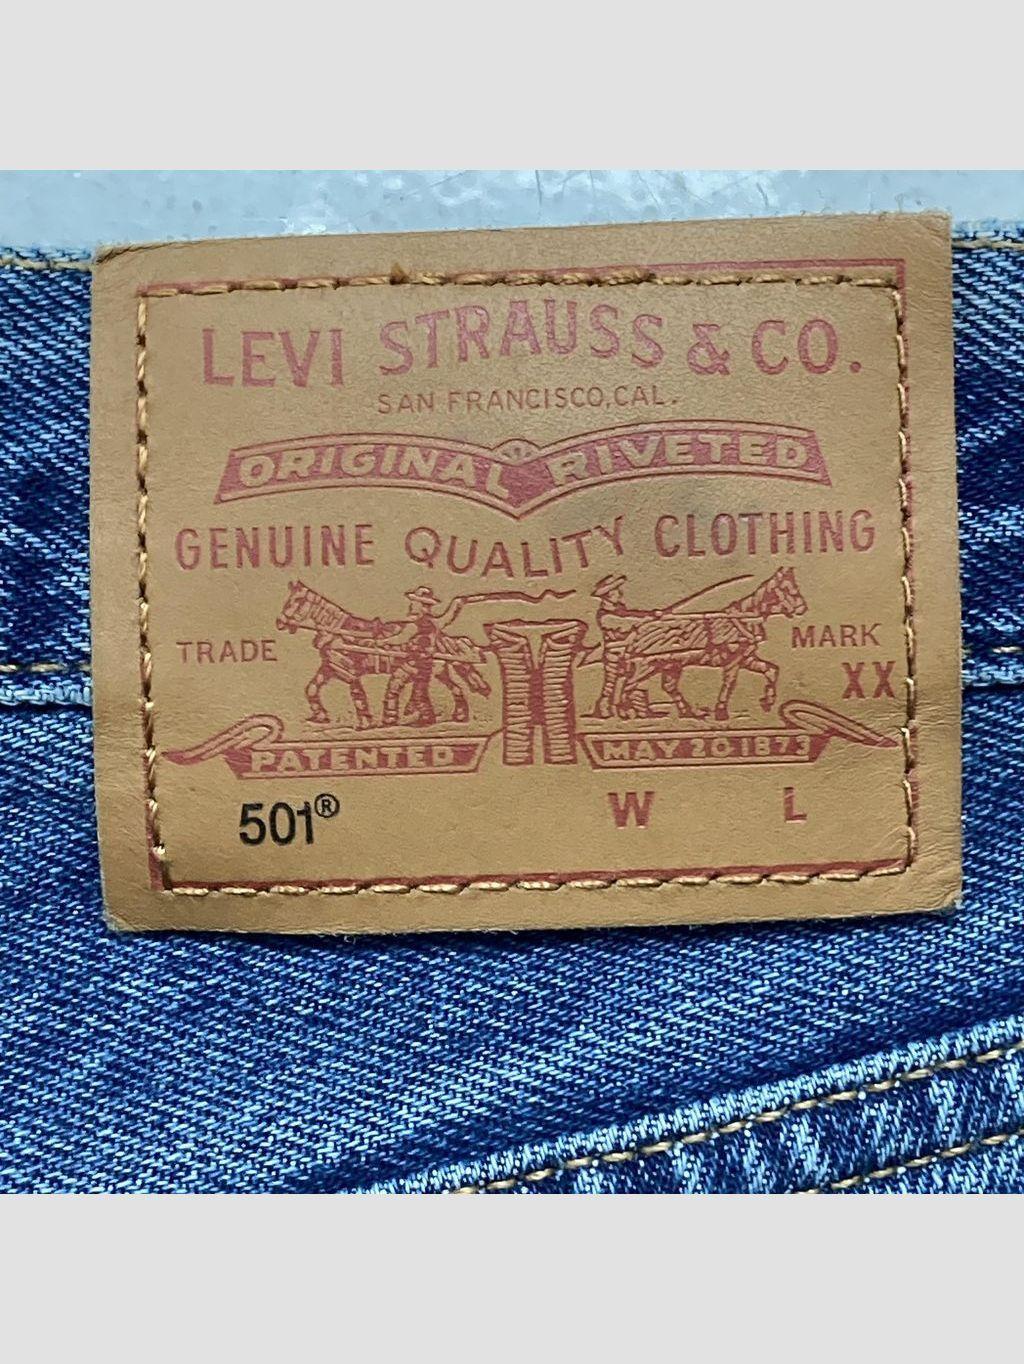 LEVI STRAUSS & CO.
SAN FRANCISCO, CAL.
ORIGINAL RIVETED
GENUINE QUALITY CLOTHING
TRADE MARK
XX
PATENTED MAY 20 1873
501® W L